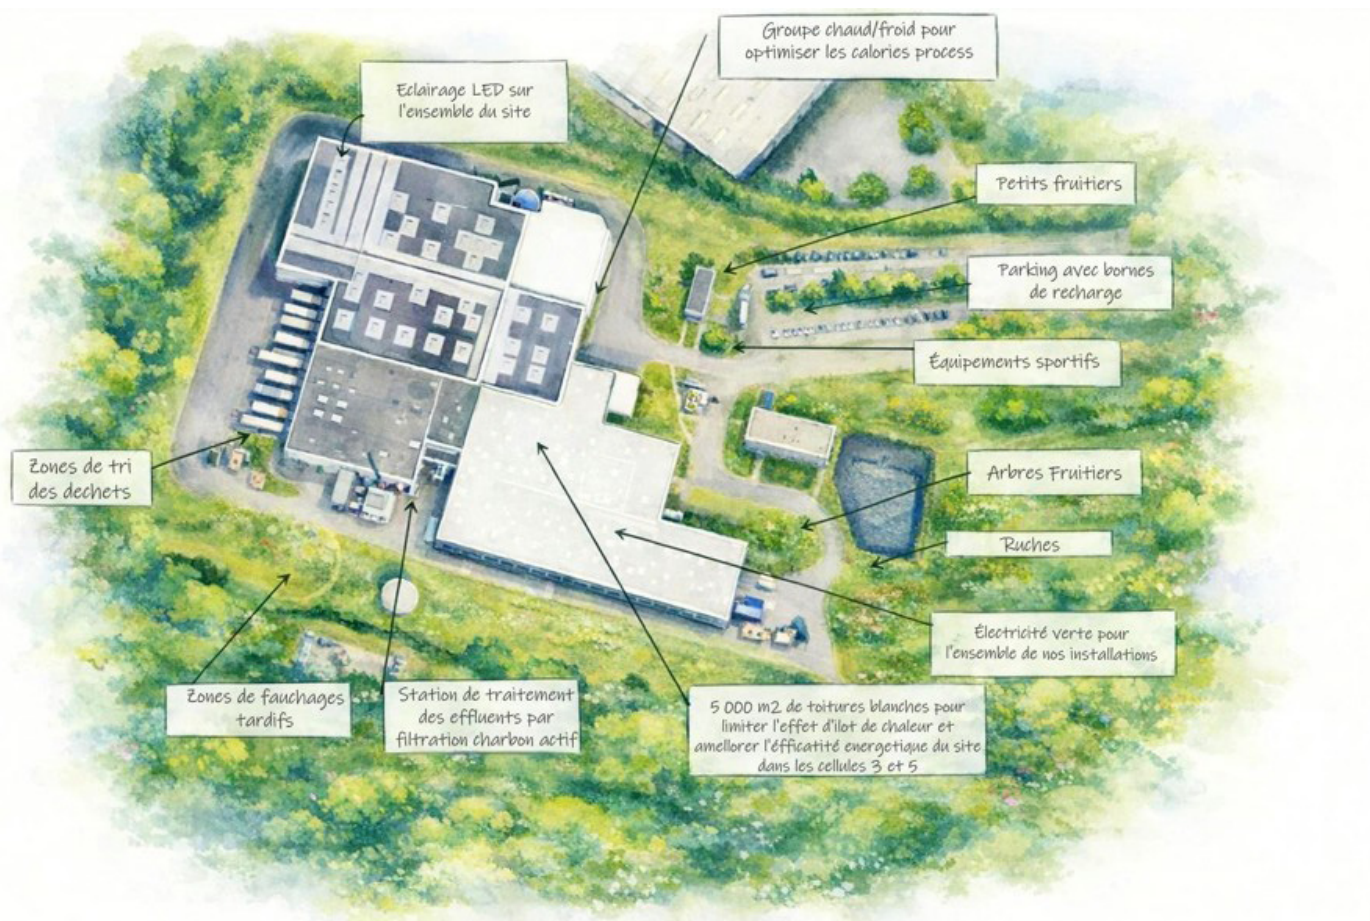 Groupe chaud/froid pour
optimiser les calories process
Eclairage LED sur
l'ensemble du site
Petits fruitiers
Parking avec bornes
de recharge
Équipements sportifs
Zones de tri
des dechets
Arbres Fruitiers
Ruches
Électricité verte pour
l'ensemble de nos installations
Zones de fauchages
tardifs
Station de traitement
des effluents par
filtration charbon actif
5 000 m2 de toitures blanches pour
limiter l'effet d'ilot de chaleur et
ameliorer l'éfficatité energetique du site
dans les cellules 3 et 5